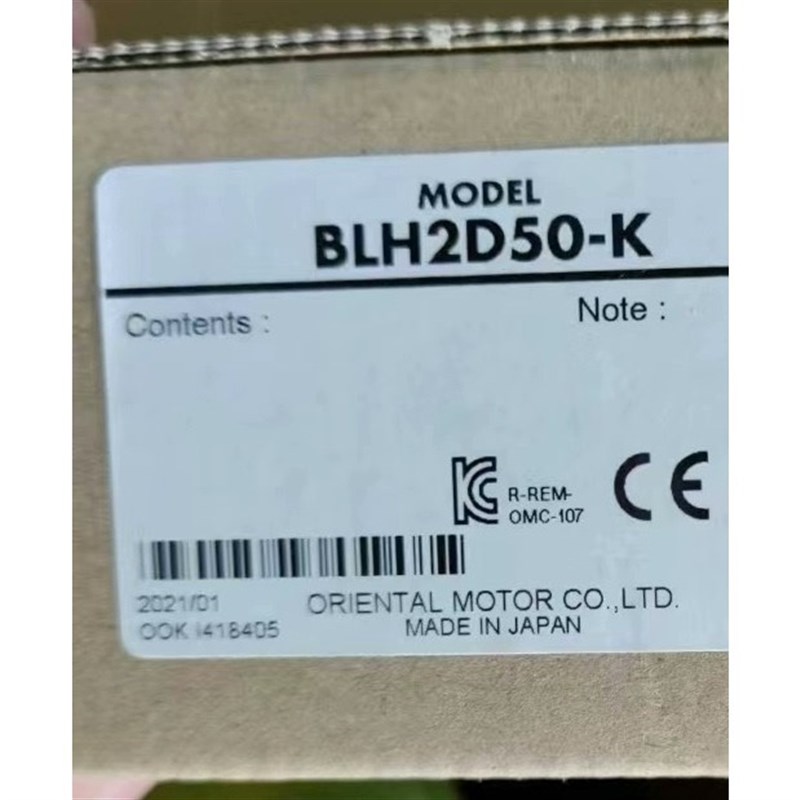 MODEL
BLH2D50-K
Contents :
Note :
R-REM-
OMC-107
CE
2021/01
OOK I418405
ORIENTAL MOTOR CO.,LTD.
MADE IN JAPAN